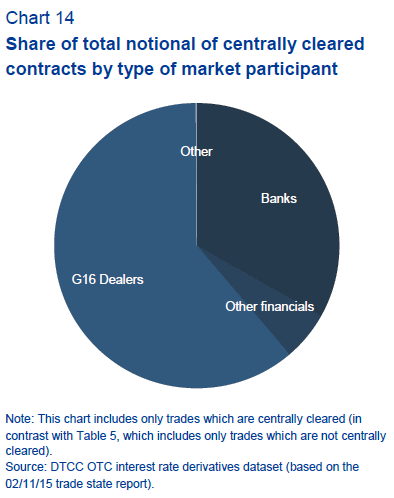 Chart 14
Share of total notional of centrally cleared
contracts by type of market participant
Other
Banks
G16 Dealers
Other financials
Note: This chart includes only trades which are centrally cleared (in
contrast with Table 5, which includes only trades which are not centrally
cleared).
Source: DTCC OTC interest rate derivatives dataset (based on the
02/11/15 trade state report).